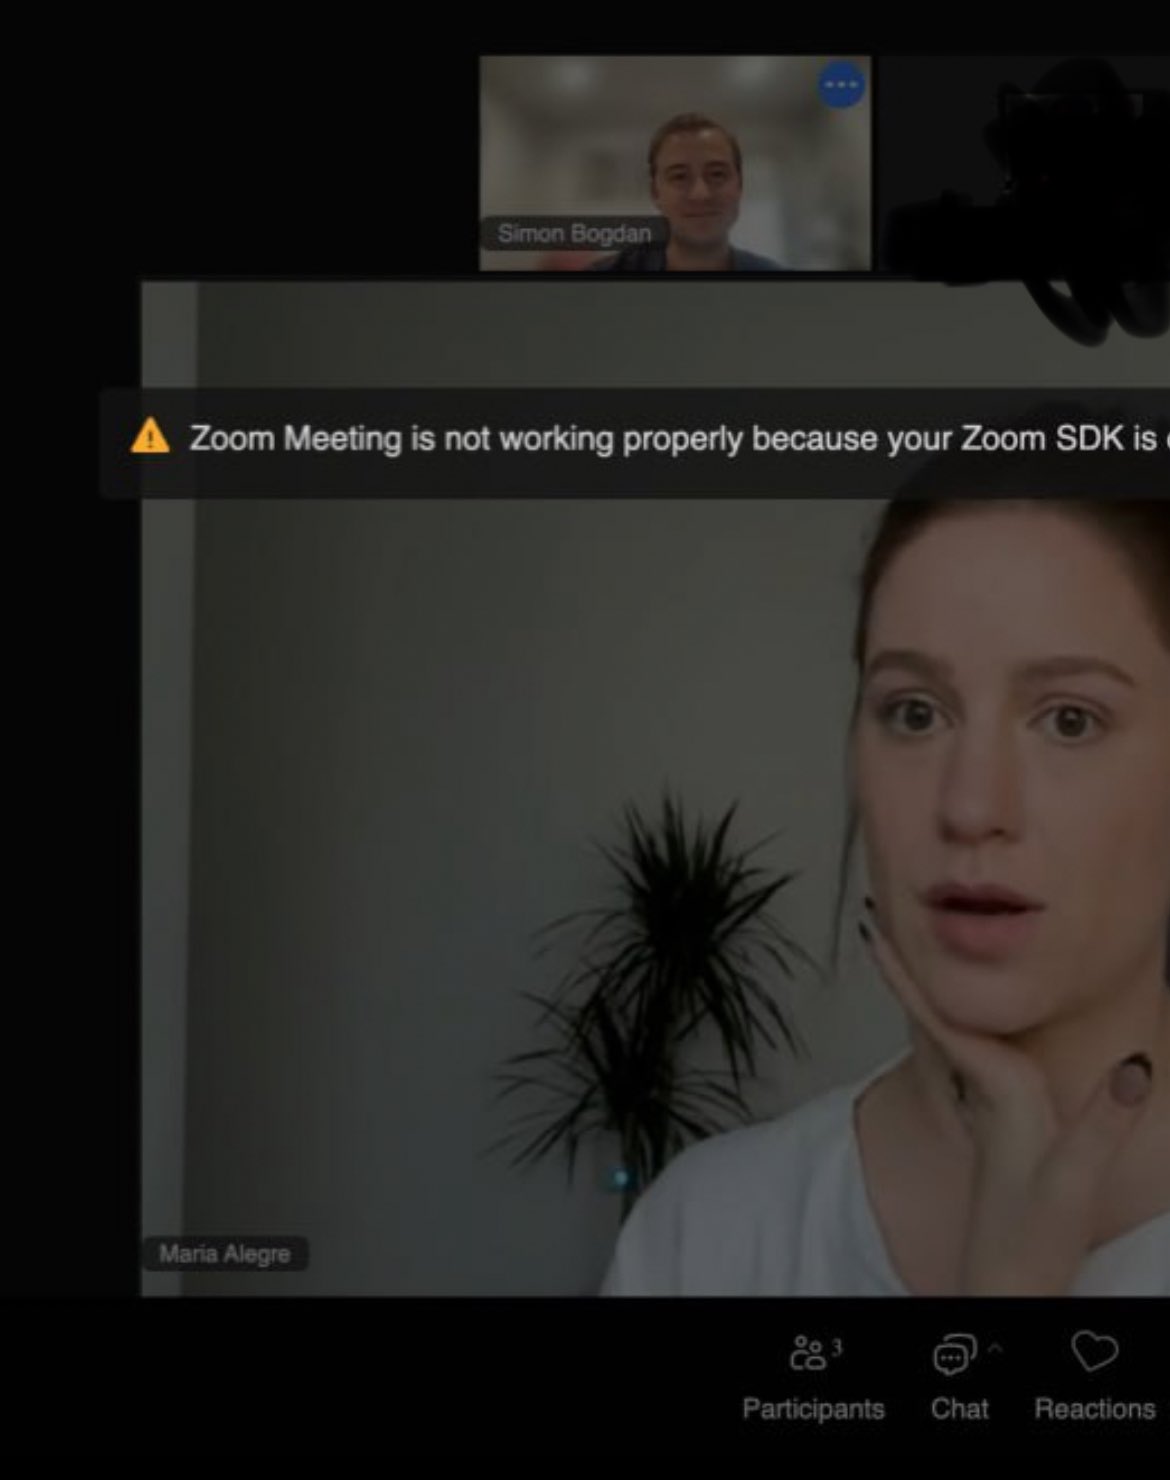 Simon Bogdan
Zoom Meeting is not working properly because your Zoom SDK is
Maria Alegre
3
Participants
Chat
Reactions